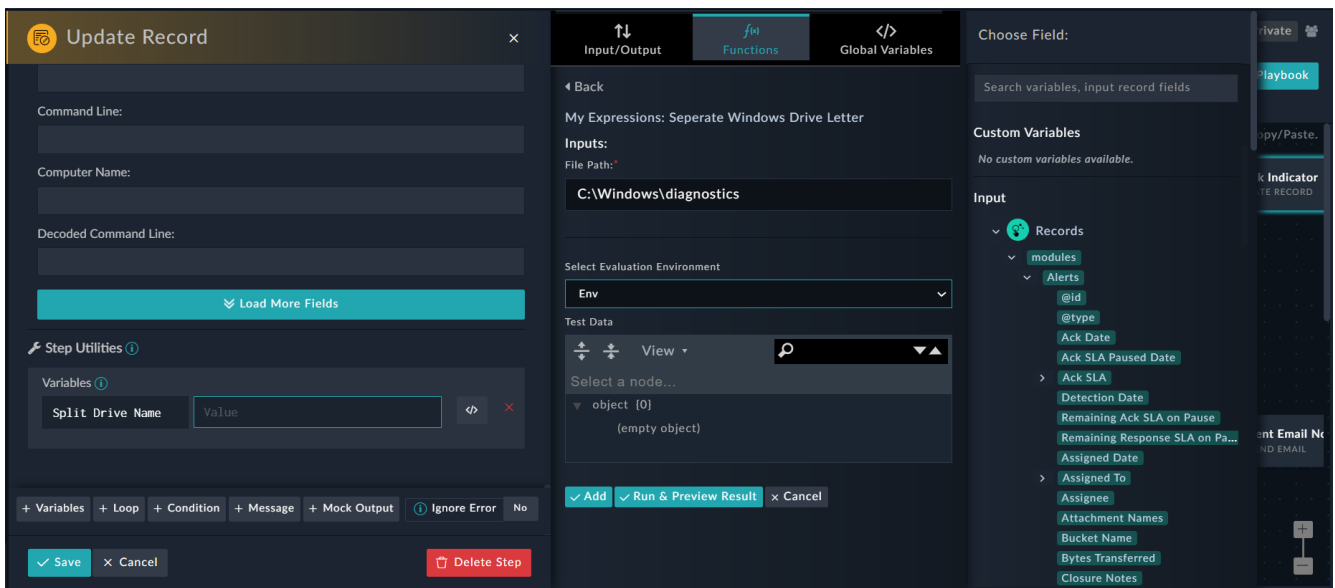 Update Record
×
Command Line:
Computer Name:
Decoded Command Line:
Load More Fields
Step Utilities
Variables
Split Drive Name
Value
</>
×
+ Variables
+ Loop
+ Condition
+ Message
+ Mock Output
Ignore Error
No
Save
× Cancel
Delete Step
Input/Output
f(x)
Functions
</>
Global Variables
Back
My Expressions: Seperate Windows Drive Letter
Inputs:
File Path:*
C:\Windows\diagnostics
Select Evaluation Environment
Env
Test Data
View
Select a node...
object {0}
(empty object)
Add
Run & Preview Result
× Cancel
Choose Field:
Search variables, input record fields
Custom Variables
No custom variables available.
Input
Records
modules
Alerts
@id
@type
Ack Date
Ack SLA Paused Date
Ack SLA
Detection Date
Remaining Ack SLA on Pause
Remaining Response SLA on Pa...
Assigned Date
Assigned To
Assignee
Attachment Names
Bucket Name
Bytes Transferred
Closure Notes
rivate
Playbook
opy/Paste.
k Indicator
TE RECORD
ent Email No
ND EMAIL